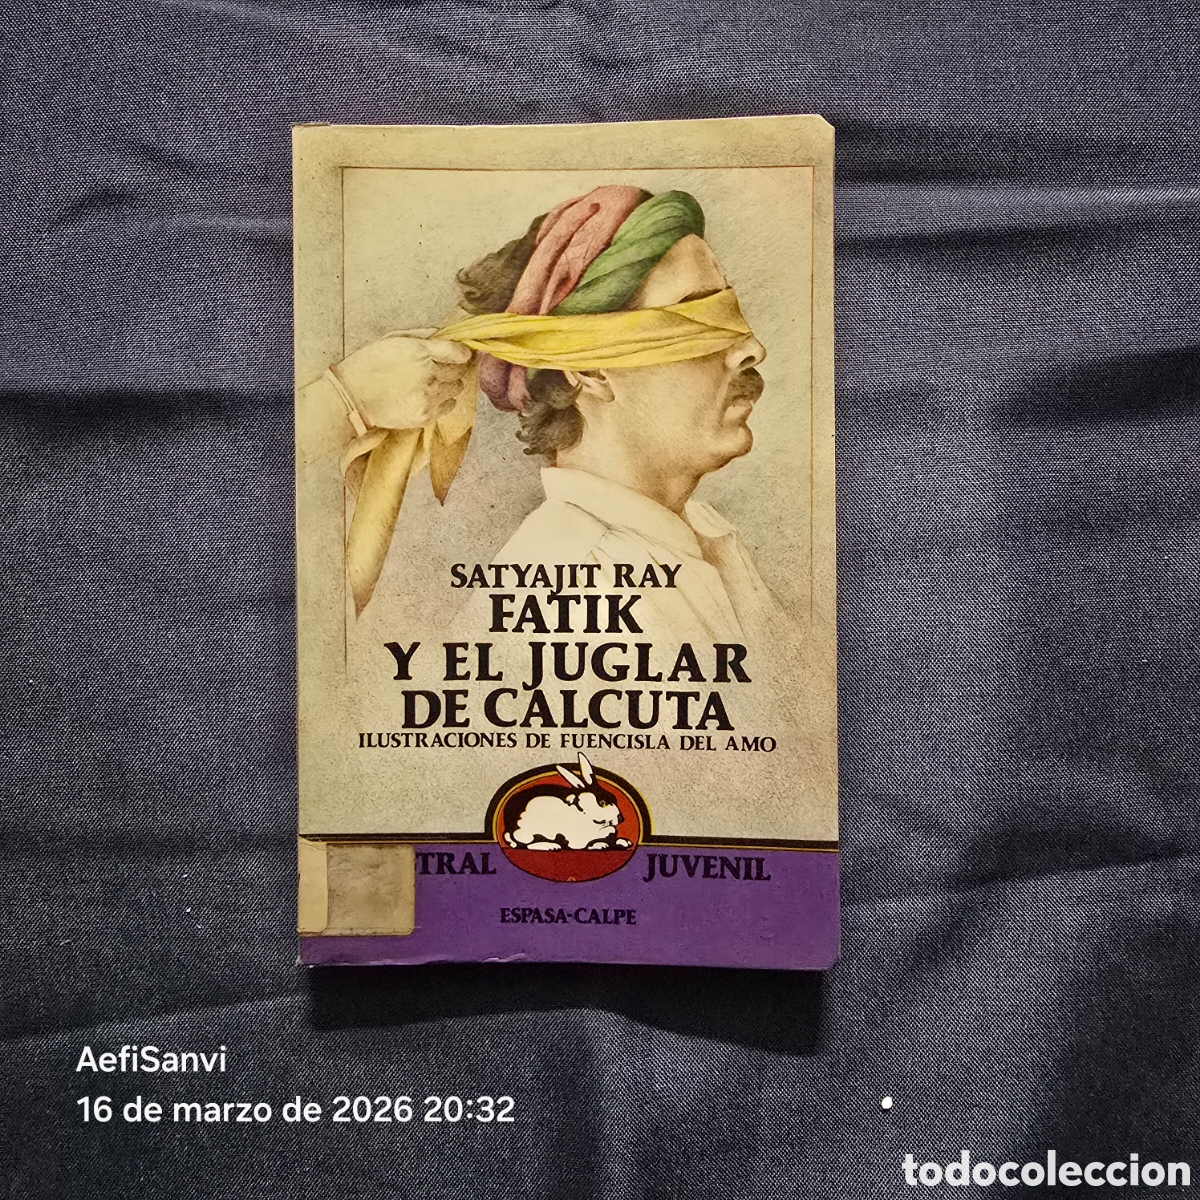 SATYAJIT RAY
FATIK
Y EL JUGLAR
DE CALCUTA
ILUSTRACIONES DE FUENCISLA DEL AMO
TRAL JUVENIL
ESPASA-CALPE
AefiSanvi
16 de marzo de 2026 20:32
todocoleccion